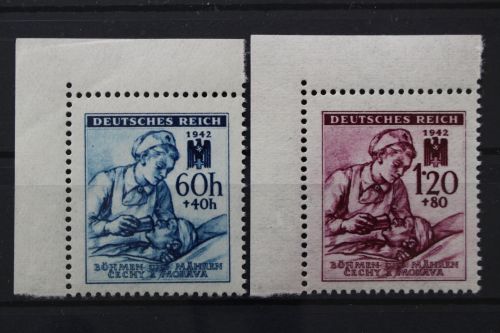 DEUTSCHES REICH
1942
60h
+40h
BÖHMEN UND MÄHREN
ČECHY A MORAVA
DEUTSCHES REICH
1942
1.20
+80
BÖHMEN UND MÄHREN
ČECHY A MORAVA